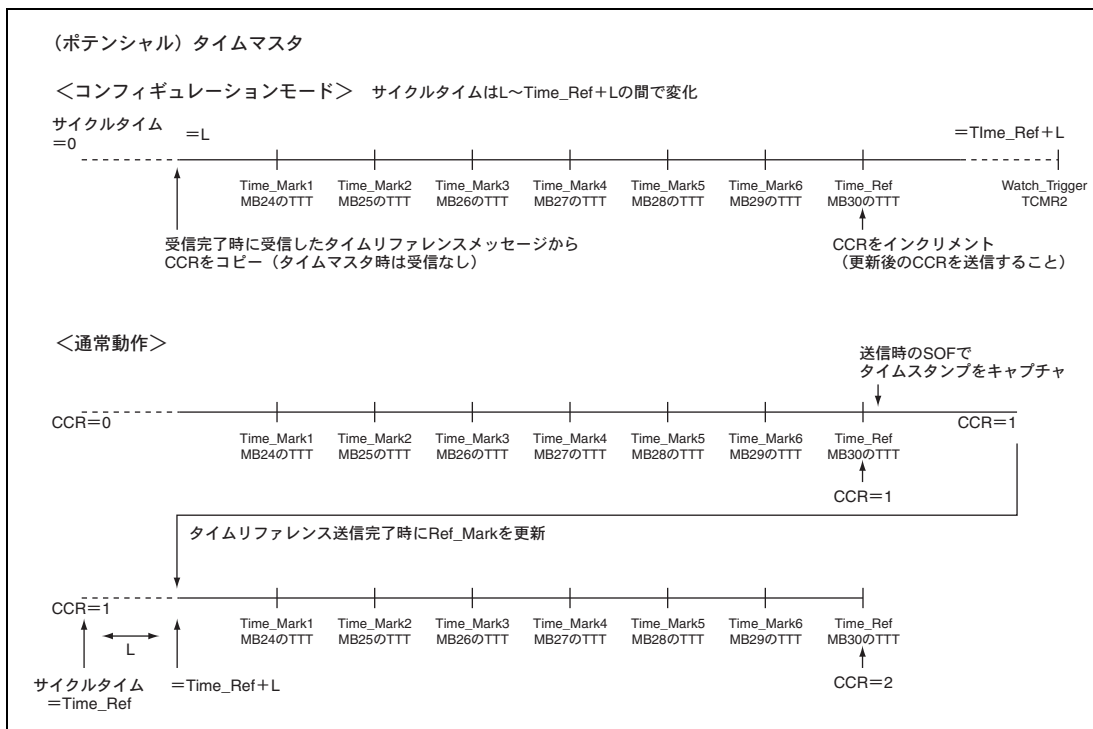 （ポテンシャル）タイムマスタ
＜コンフィギュレーションモード＞　サイクルタイムはL～Time_Ref＋Lの間で変化
サイクルタイム
＝0
＝L
＝TIme_Ref＋L
Time_Mark1
MB24のTTT
Time_Mark2
MB25のTTT
Time_Mark3
MB26のTTT
Time_Mark4
MB27のTTT
Time_Mark5
MB28のTTT
Time_Mark6
MB29のTTT
Time_Ref
MB30のTTT
Watch_Trigger
TCMR2
受信完了時に受信したタイムリファレンスメッセージから
CCRをコピー（タイムマスタ時は受信なし）
CCRをインクリメント
（更新後のCCRを送信すること）
＜通常動作＞
送信時のSOFで
タイムスタンプをキャプチャ
CCR＝0
CCR＝1
Time_Mark1
MB24のTTT
Time_Mark2
MB25のTTT
Time_Mark3
MB26のTTT
Time_Mark4
MB27のTTT
Time_Mark5
MB28のTTT
Time_Mark6
MB29のTTT
Time_Ref
MB30のTTT
CCR＝1
タイムリファレンス送信完了時にRef_Markを更新
CCR＝1
L
Time_Mark1
MB24のTTT
Time_Mark2
MB25のTTT
Time_Mark3
MB26のTTT
Time_Mark4
MB27のTTT
Time_Mark5
MB28のTTT
Time_Mark6
MB29のTTT
Time_Ref
MB30のTTT
サイクルタイム
＝Time_Ref
＝Time_Ref＋L
CCR＝2